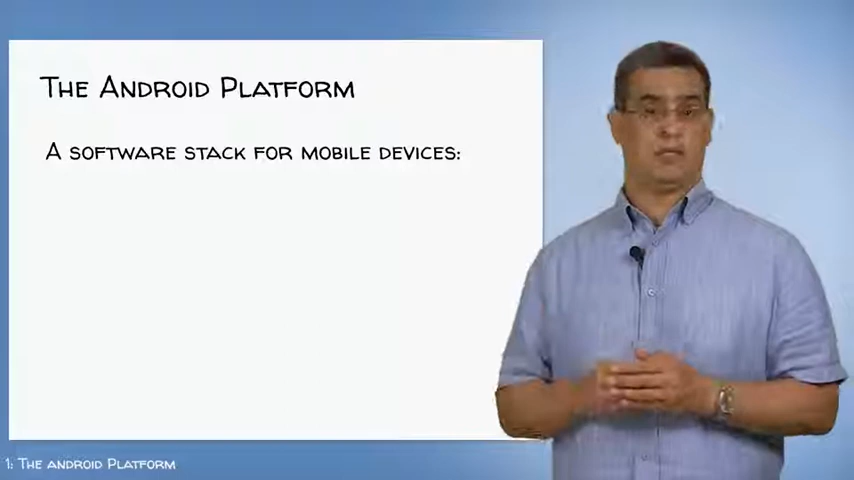 The Android Platform
A software stack for mobile devices:
1: The android Platform